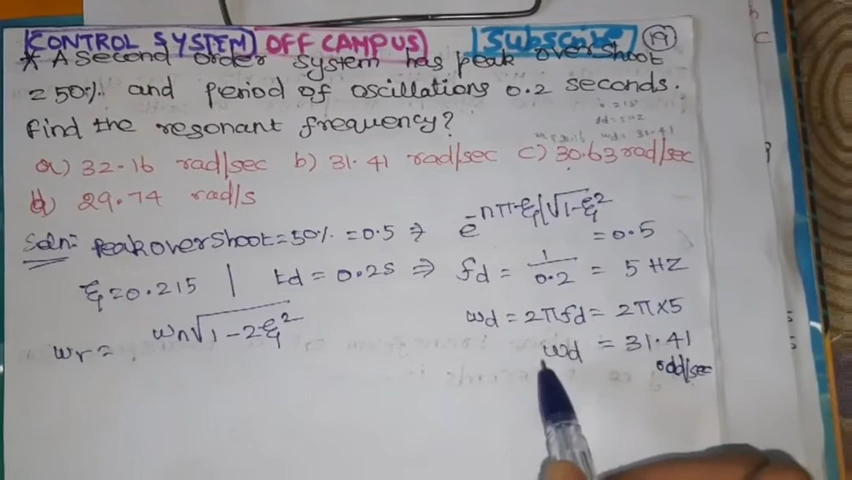 CONTROL SYSTEM OFF CAMPUS Subscribe 19
* A Second order system has peak overshoot
= 50% and period of oscillations 0.2 seconds.
Find the resonant frequency?
a) 32.16 rad/sec b) 31.41 rad/sec c) 30.63 rad/sec
d) 29.74 rad/s
Soln: peak overshoot = 50% = 0.5 ⇒ e^-nπξ/√1-ξ² = 0.5
ξ = 0.215 | td = 0.2s ⇒ fd = 1/0.2 = 5 HZ
ωd = 2πfd = 2π×5
ωr = ωn√1-2ξ²
ωd = 31.41
rad/sec